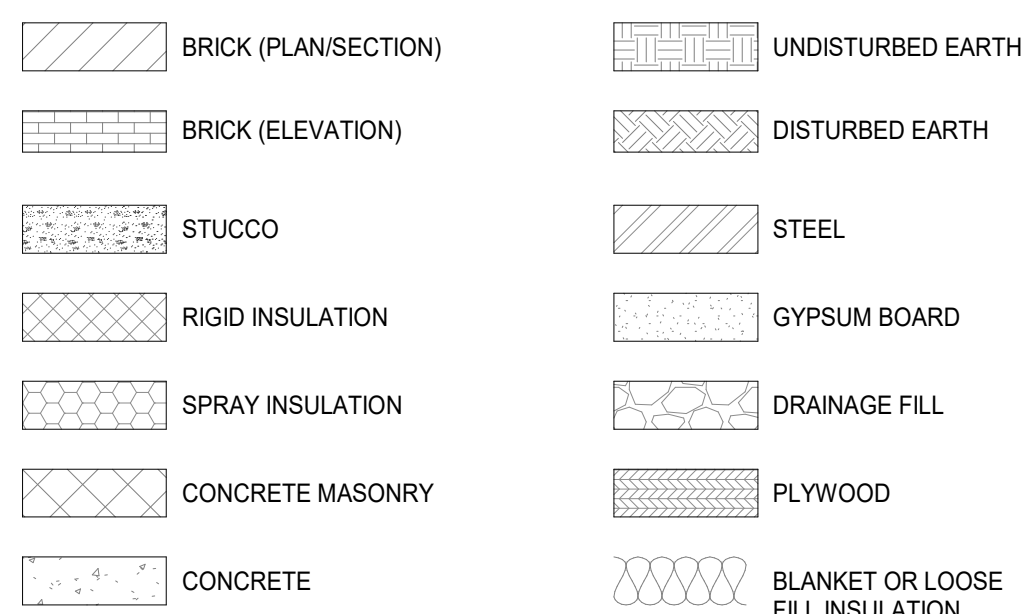 BRICK (PLAN/SECTION)
BRICK (ELEVATION)
STUCCO
RIGID INSULATION
SPRAY INSULATION
CONCRETE MASONRY
CONCRETE
UNDISTURBED EARTH
DISTURBED EARTH
STEEL
GYPSUM BOARD
DRAINAGE FILL
PLYWOOD
BLANKET OR LOOSE
FILL INSULATION